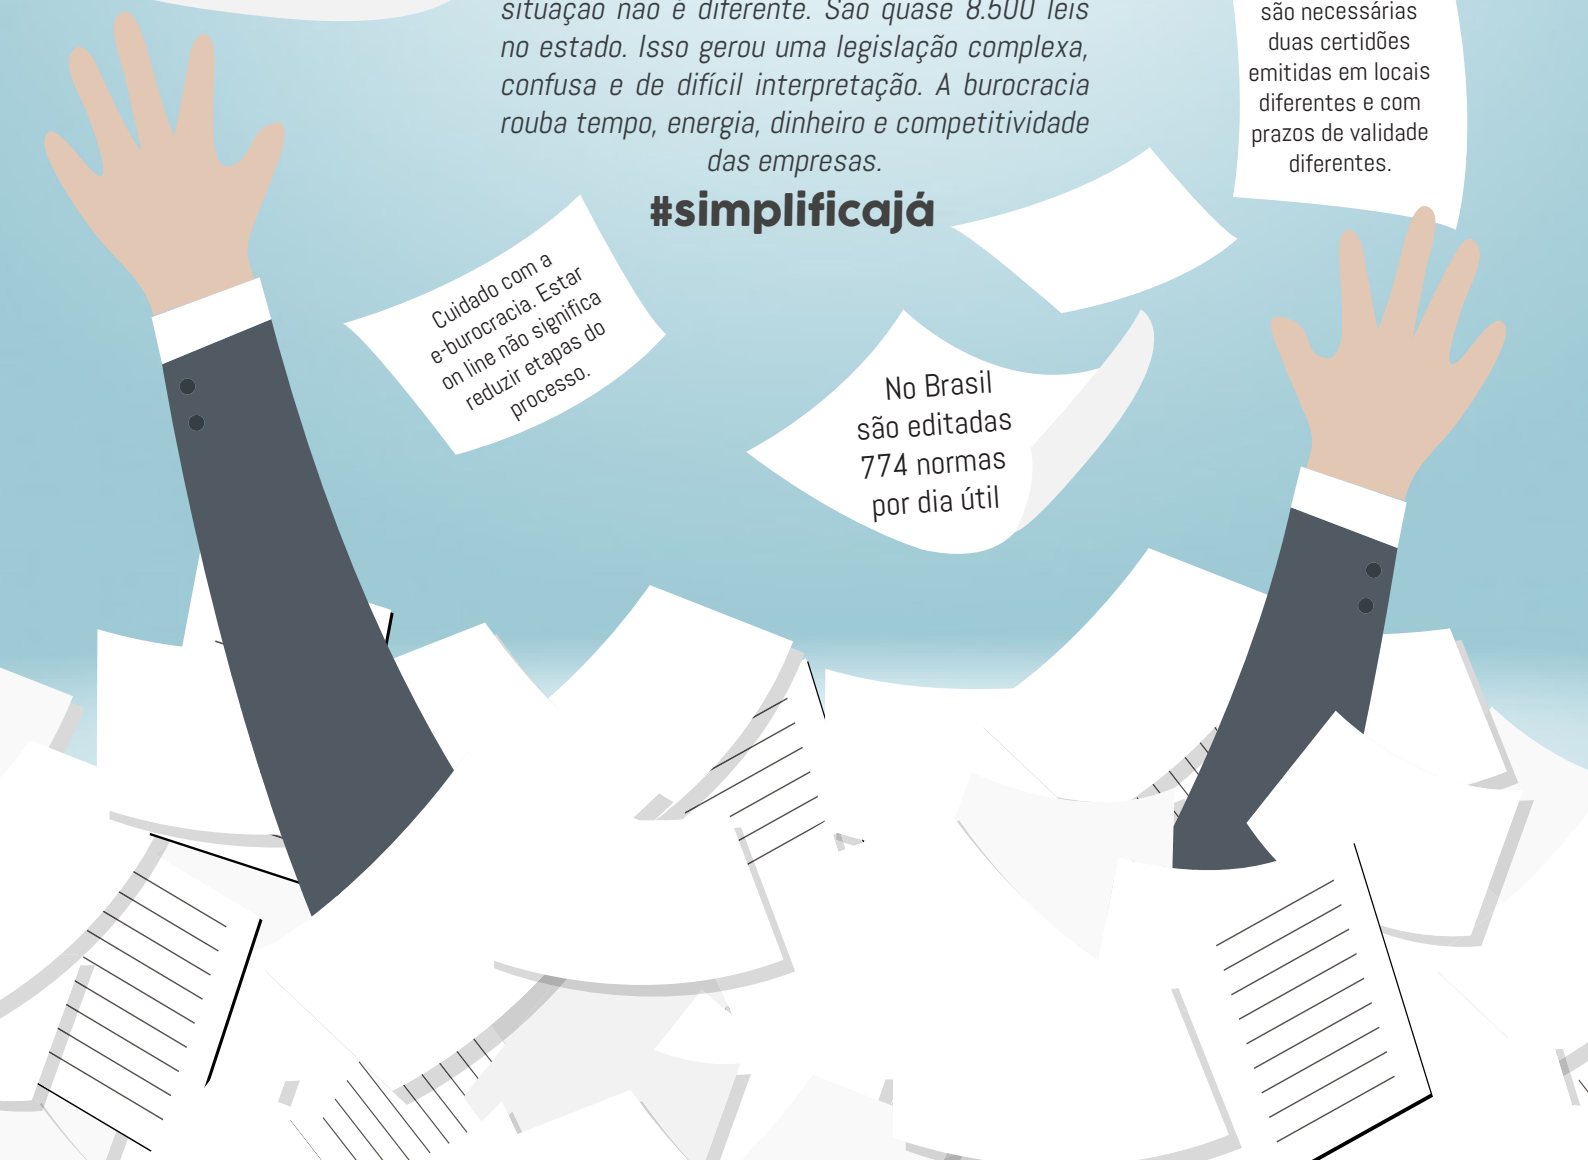 situação não é diferente. São quase 8.500 leis
no estado. Isso gerou uma legislação complexa,
confusa e de difícil interpretação. A burocracia
rouba tempo, energia, dinheiro e competitividade
das empresas.
#simplificajá
são necessárias
duas certidões
emitidas em locais
diferentes e com
prazos de validade
diferentes.
Cuidado com a
e-burocracia. Estar
on line não significa
reduzir etapas do
processo.
No Brasil
são editadas
774 normas
por dia útil